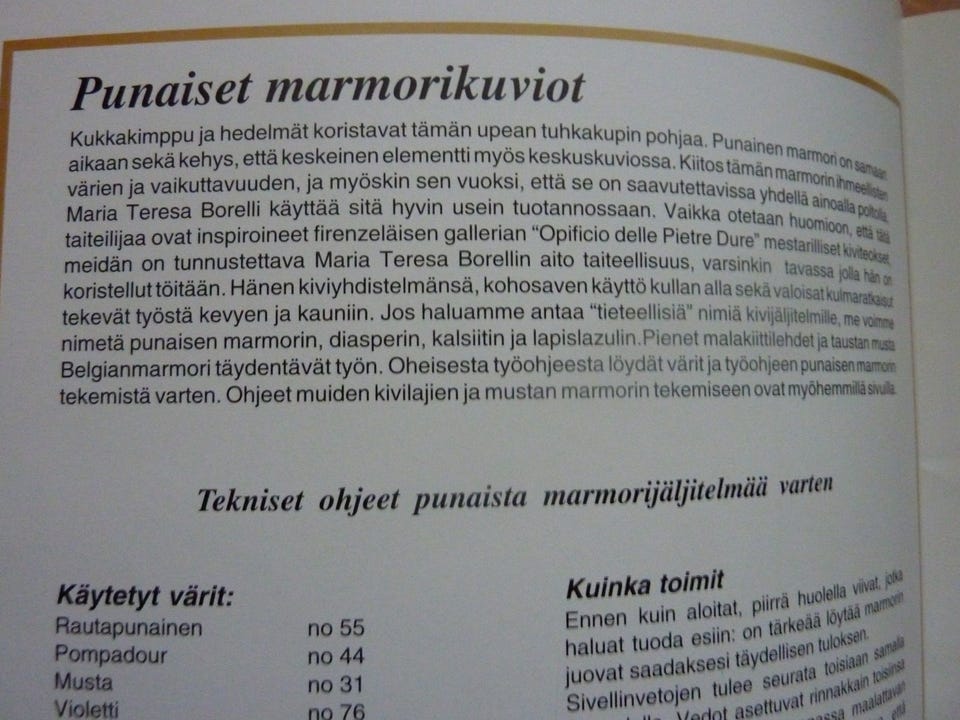 Punaiset marmorikuviot
Kukkakimppu ja hedelmät koristavat tämän upean tuhkakupin pohjaa. Punainen marmori on samaan
aikaan sekä kehys, että keskeinen elementti myös keskuskuviossa. Kiitos tämän marmorin ihmeellisten
värien ja vaikuttavuuden, ja myöskin sen vuoksi, että se on saavutettavissa yhdellä ainoalla poltolla,
Maria Teresa Borelli käyttää sitä hyvin usein tuotannossaan. Vaikka otetaan huomioon, että tätä
taiteilijaa ovat inspiroineet firenzeläisen gallerian “Opificio delle Pietre Dure” mestarilliset kiviteokset,
meidän on tunnustettava Maria Teresa Borellin aito taiteellisuus, varsinkin tavassa jolla hän on
koristellut töitään. Hänen kiviyhdistelmänsä, kohosaven käyttö kullan alla sekä valoisat kulmaratkaisut
tekevät työstä kevyen ja kauniin. Jos haluamme antaa “tieteellisiä” nimiä kivijäljitelmille, me voimme
nimetä punaisen marmorin, diasperin, kalsiitin ja lapislazulin.Pienet malakiittilehdet ja taustan musta
Belgianmarmori täydentävät työn. Oheisesta työohjeesta löydät värit ja työohjeen punaisen marmorin
tekemistä varten. Ohjeet muiden kivilajien ja mustan marmorin tekemiseen ovat myöhemmillä sivuilla.
Tekniset ohjeet punaista marmorijäljitelmää varten
Käytetyt värit:
Rautapunainen no 55
Pompadour no 44
Musta no 31
Violetti no 76
Kuinka toimit
Ennen kuin aloitat, piirrä huolella viivat, jotka
haluat tuoda esiin: on tärkeää löytää marmorin
juovat saadaksesi täydellisen tuloksen.
Sivellinvetojen tulee seurata toisiaan samalla
Vedot asettuvat rinnakkain toisiinsa
maalattavan
että